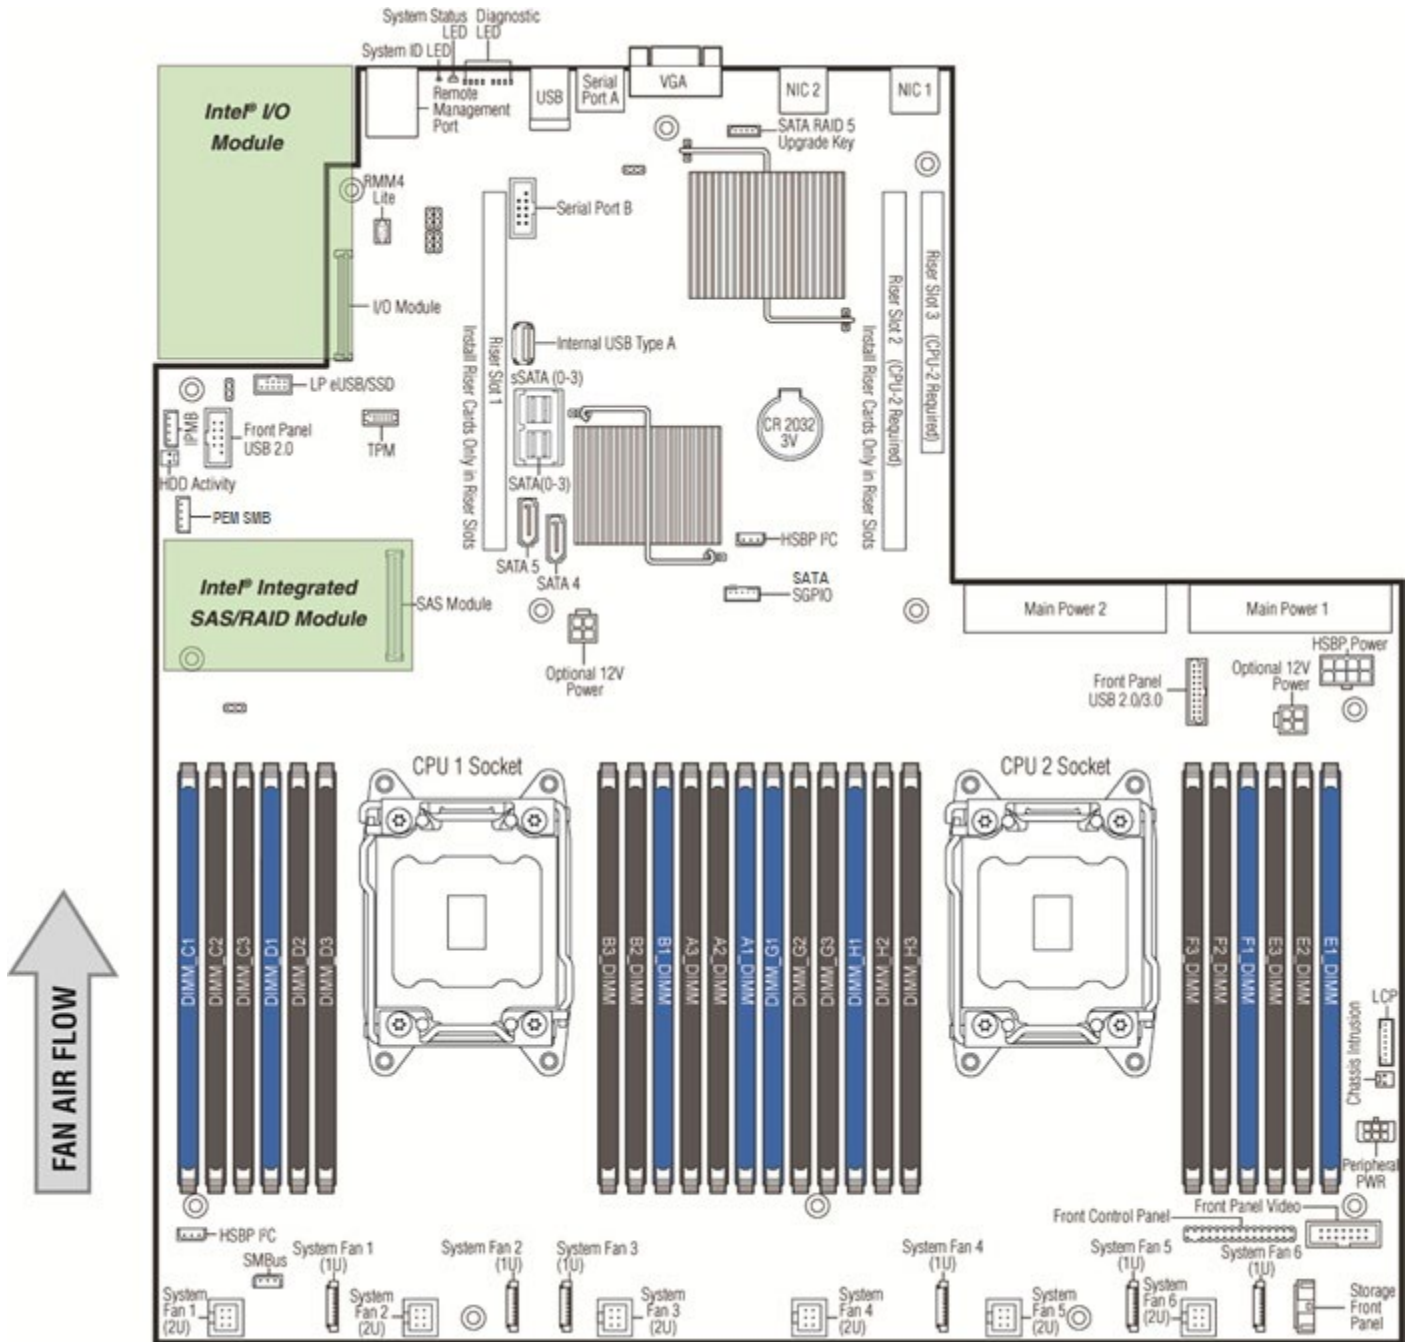 System Status
LED
Diagnostic
LED
System ID LED
Remote
Management
Port
USB
Serial
Port A
VGA
NIC 2
NIC 1
Intel® I/O
Module
SATA RAID 5
Upgrade Key
RMM4
Lite
Serial Port B
I/O Module
Riser Slot 1
Install Riser Cards Only in Riser Slots
Internal USB Type A
sSATA (0-3)
Riser Slot 2 (CPU-2 Required)
Install Riser Cards Only in Riser Slots
Riser Slot 3 (CPU-2 Required)
LP eUSB/SSD
IPMB
Front Panel
USB 2.0
TPM
CR 2032
3V
HDD Activity
SATA(0-3)
PEM SMB
HSBP I²C
SATA 5
SATA 4
SATA
SGPIO
Intel® Integrated
SAS/RAID Module
SAS Module
Main Power 2
Main Power 1
Optional 12V
Power
HSBP Power
Optional 12V
Power
Front Panel
USB 2.0/3.0
CPU 1 Socket
CPU 2 Socket
DIMM_C1
DIMM_C2
DIMM_C3
DIMM_D1
DIMM_D2
DIMM_D3
B3_DIMM
B2_DIMM
B1_DIMM
A3_DIMM
A2_DIMM
A1_DIMM
DIMM_G1
DIMM_G2
DIMM_G3
DIMM_H1
DIMM_H2
DIMM_H3
F3_DIMM
F2_DIMM
F1_DIMM
E3_DIMM
E2_DIMM
E1_DIMM
FAN AIR FLOW
LCP
Chassis Intrusion
Peripheral
PWR
Front Panel Video
Front Control Panel
HSBP I²C
SMBus
System Fan 1
(1U)
System Fan 2
(1U)
System Fan 3
(1U)
System Fan 4
(1U)
System Fan 5
(1U)
System Fan 6
(1U)
System
Fan 1
(2U)
System
Fan 2
(2U)
System
Fan 3
(2U)
System
Fan 4
(2U)
System
Fan 5
(2U)
System
Fan 6
(2U)
Storage
Front
Panel